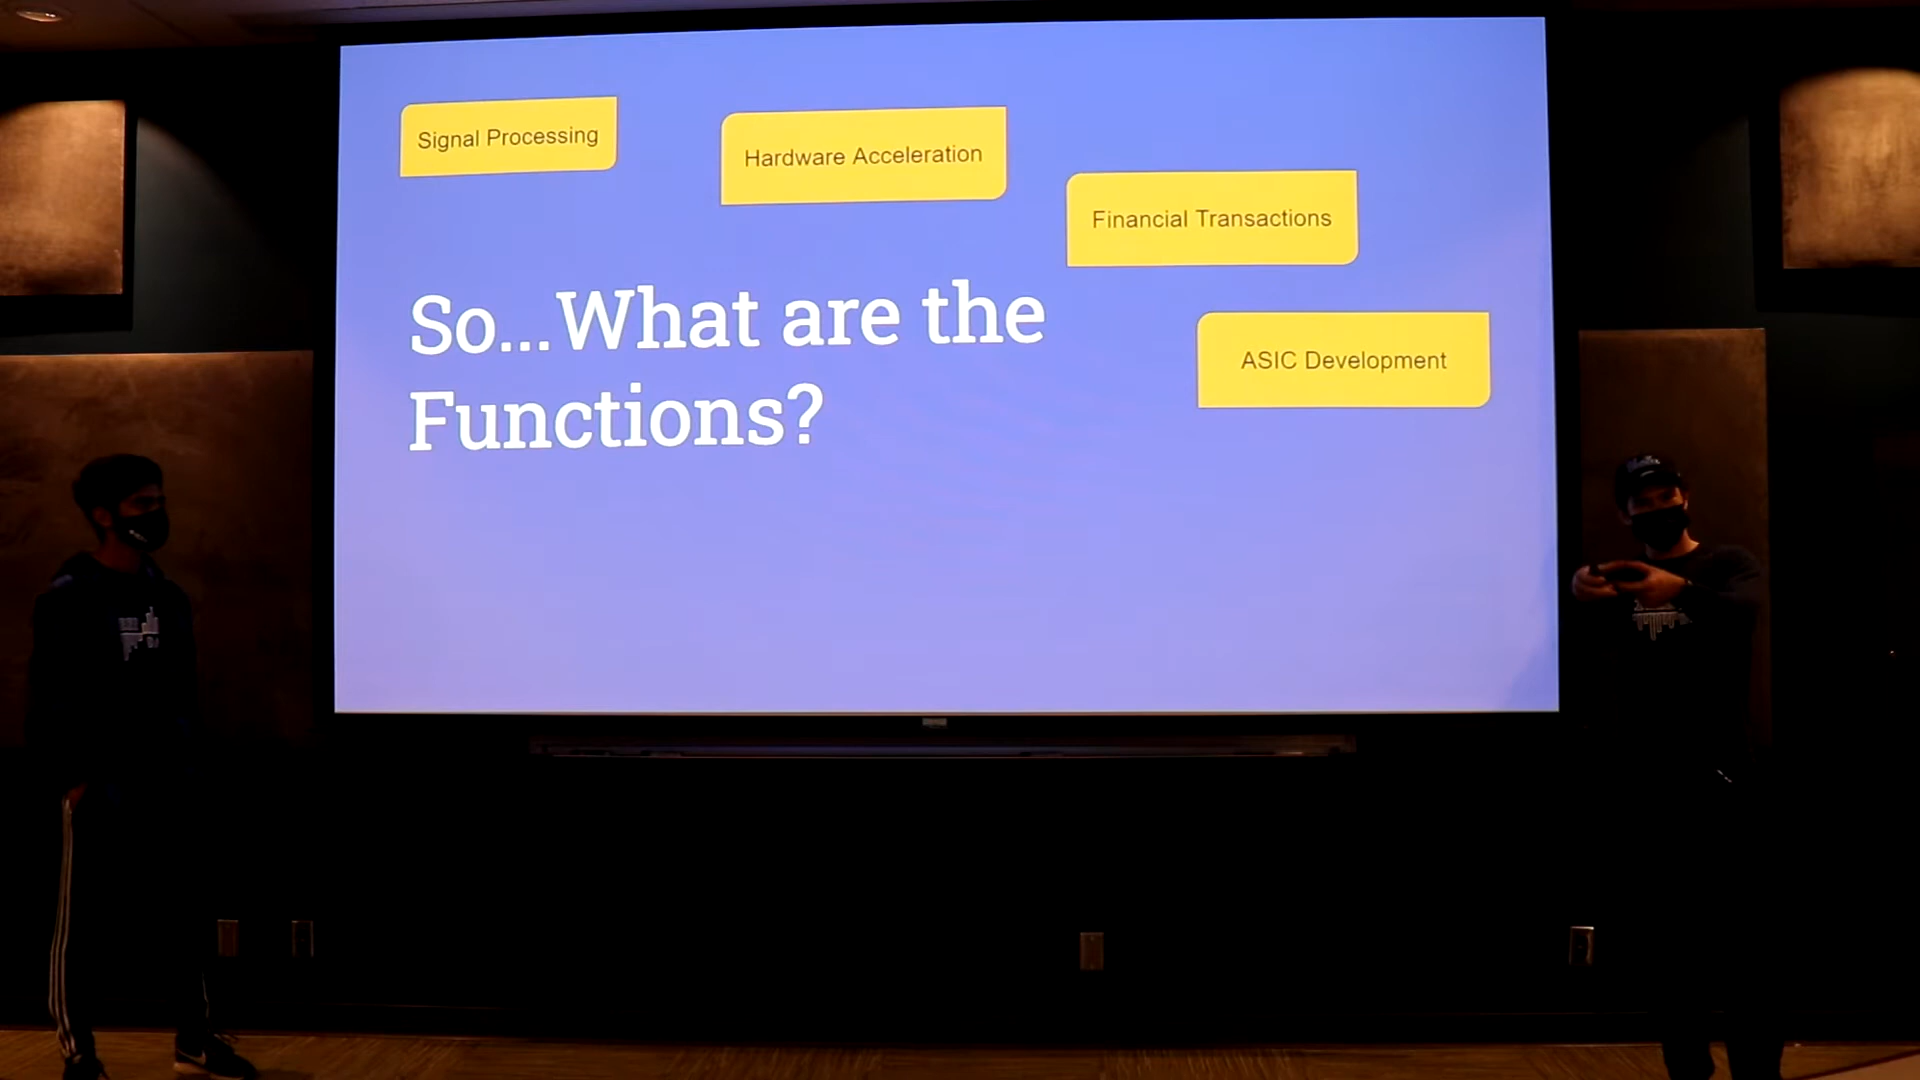 Signal Processing
Hardware Acceleration
Financial Transactions
So...What are the
Functions?
ASIC Development